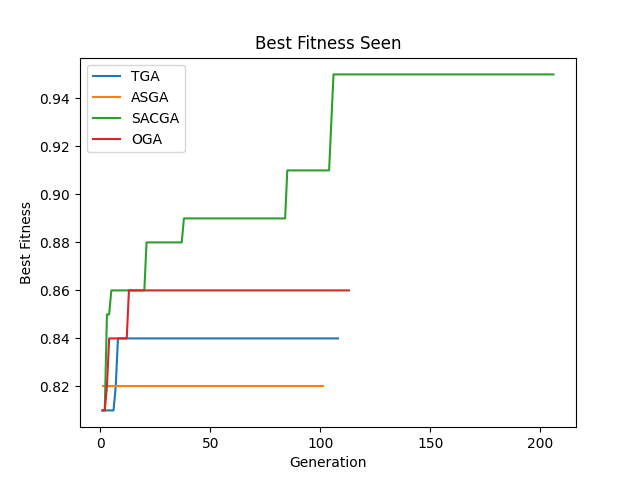 Best Fitness Seen
TGA
ASGA
SACGA
OGA
0.94
0.92
0.90
0.88
0.86
0.84
0.82
Best Fitness
0
50
100
150
200
Generation